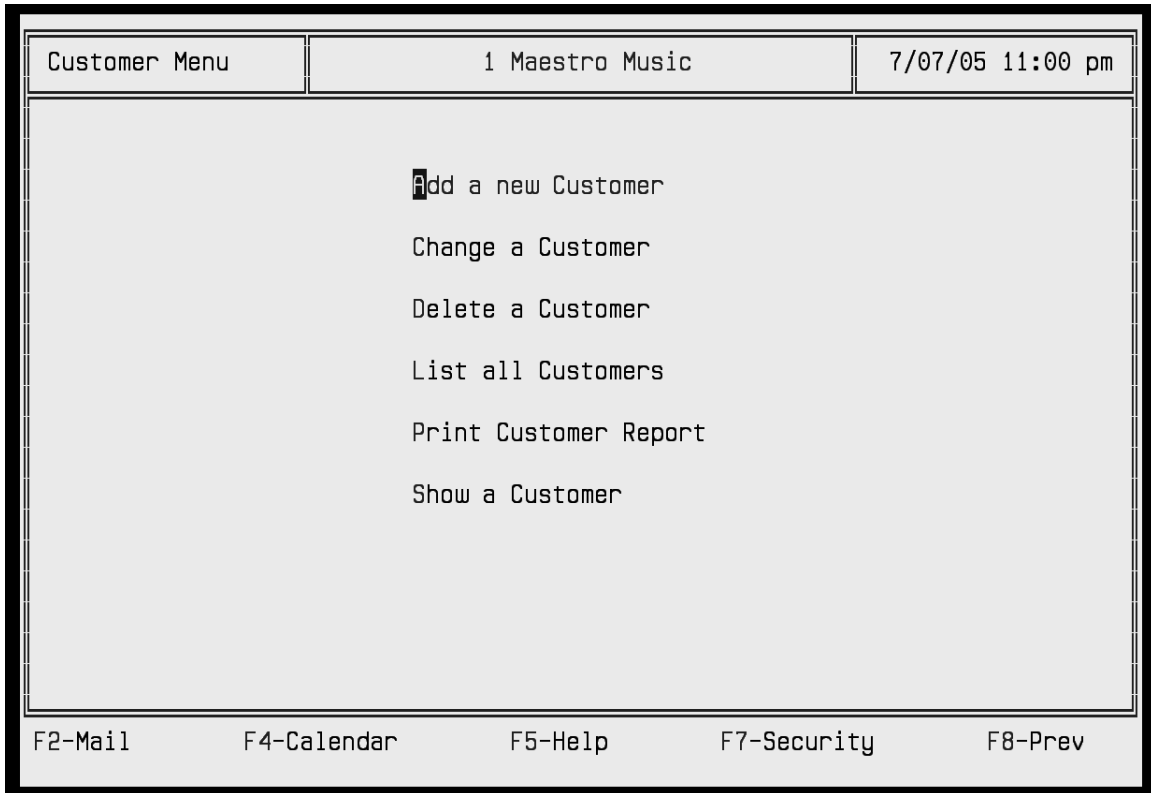 Customer Menu 1 Maestro Music 7/07/05 11:00 pm
Add a new Customer
Change a Customer
Delete a Customer
List all Customers
Print Customer Report
Show a Customer
F2-Mail F4-Calendar F5-Help F7-Security F8-Prev